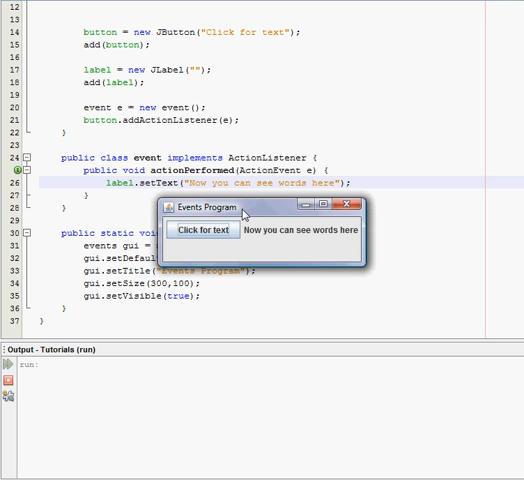 12
13
14 button = new JButton("Click for text");
15 add(button);
16
17 label = new JLabel("");
18 add(label);
19
20 event e = new event();
21 button.addActionListener(e);
22 }
23
24 public class event implements ActionListener {
public void actionPerformed(ActionEvent e) {
26 label.setText("Now you can see words here");
27 }
28 }
29
30 public static
31 events gui =
32 gui.
33 gui.setTitle("Events Program");
34 gui.setSize(300,100);
35 gui.setVisible(true);
36 }
37 }
Events Program
Click for text Now you can see words here
Output - Tutorials (run)
run: